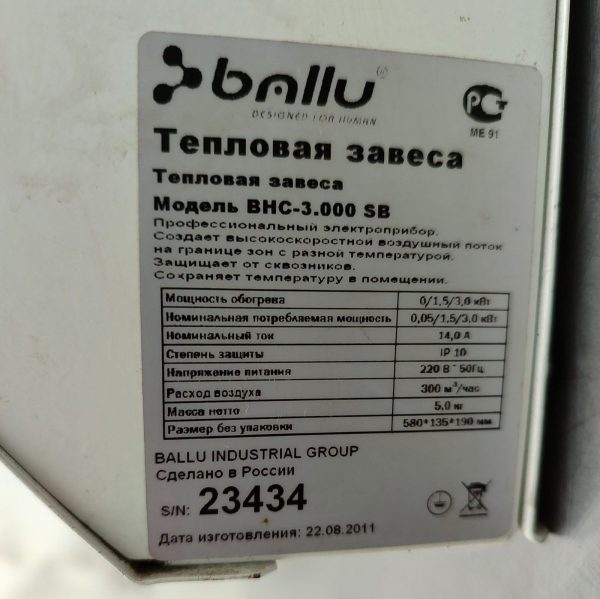 ballu®
DESIGNED FOR HUMAN
РСТ
ME 91
Тепловая завеса
Тепловая завеса
Модель BHC-3.000 SB
Профессиональный электроприбор.
Создает высокоскоростной воздушный поток
на границе зон с разной температурой.
Защищает от сквозников.
Сохраняет температуру в помещении.
Мощность обогрева 0/1,5/3,0 кВт
Номинальная потребляемая мощность 0,05/1,5/3,0 кВт
Номинальный ток 14,0 А
Степень защиты IP 10
Напряжение питания 220 В~50Гц
Расход воздуха 300 м³/час
Масса нетто 5,0 кг
Размер без упаковки 580*135*190 мм
BALLU INDUSTRIAL GROUP
Сделано в России
S/N: 23434
Дата изготовления: 22.08.2011